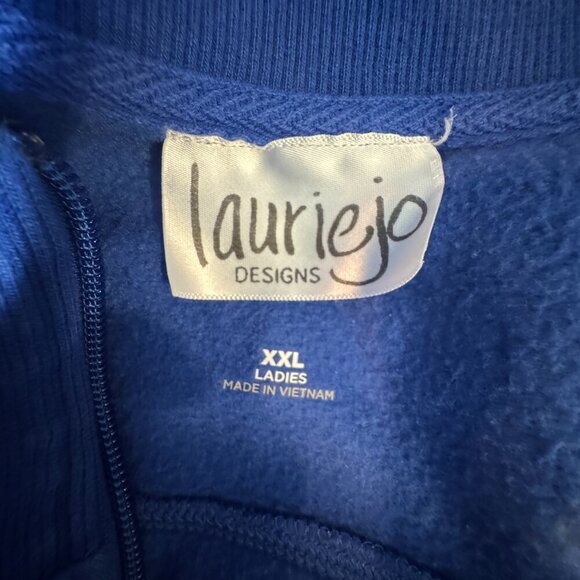 lauriejo
DESIGNS
XXL
LADIES
MADE IN VIETNAM